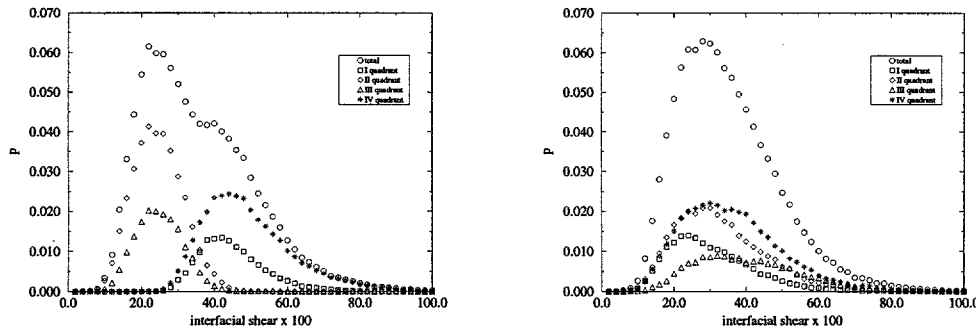 0.070
0.060
0.050
0.040
0.030
0.020
0.010
0.000
P
0.0 20.0 40.0 60.0 80.0 100.0
interfacial shear x 100
total
I quadrant
II quadrant
III quadrant
IV quadrant
0.070
0.060
0.050
0.040
0.030
0.020
0.010
0.000
P
0.0 20.0 40.0 60.0 80.0 100.0
interfacial shear x 100
total
I quadrant
II quadrant
III quadrant
IV quadrant